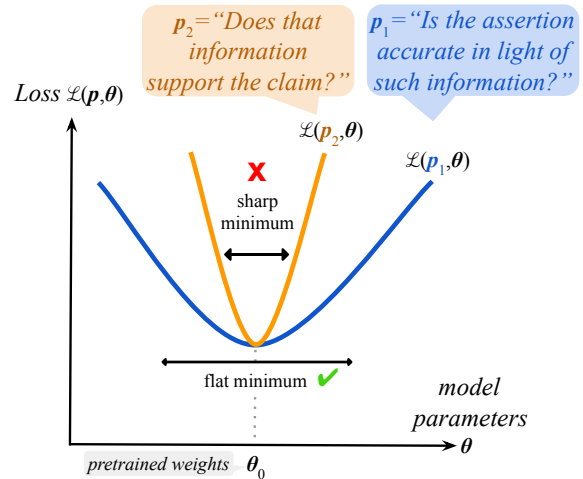 p₂=“Does that
information
support the claim?”
p₁=“Is the assertion
accurate in light of
such information?”
Loss ℒ(p,θ)
ℒ(p₂,θ)
ℒ(p₁,θ)
X
sharp
minimum
flat minimum ✓
model
parameters
θ
pretrained weights θ₀